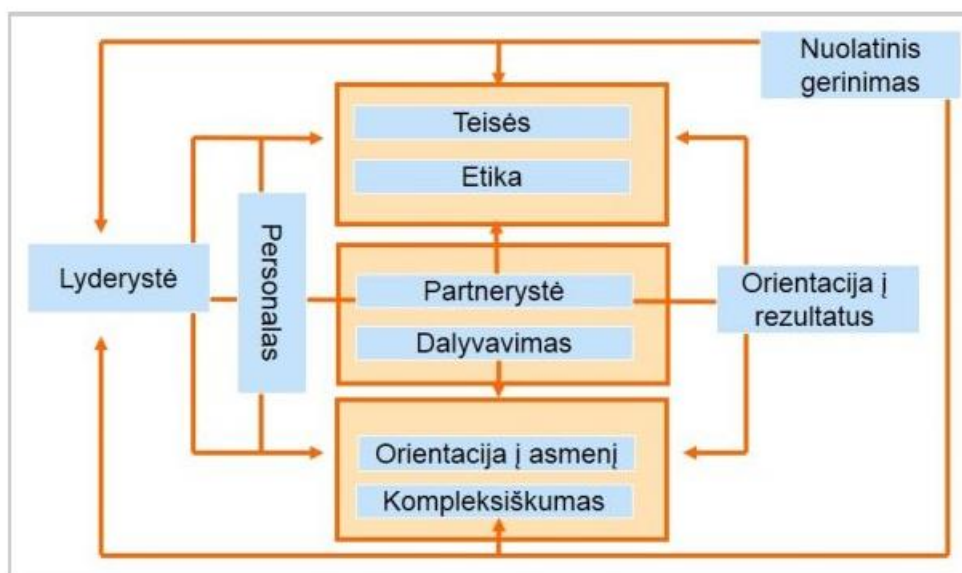 Nuolatinis
gerinimas
Teisės
Etika
Personalas
Lyderystė
Partnerystė
Dalyvavimas
Orientacija į
rezultatus
Orientacija į asmenį
Kompleksiškumas